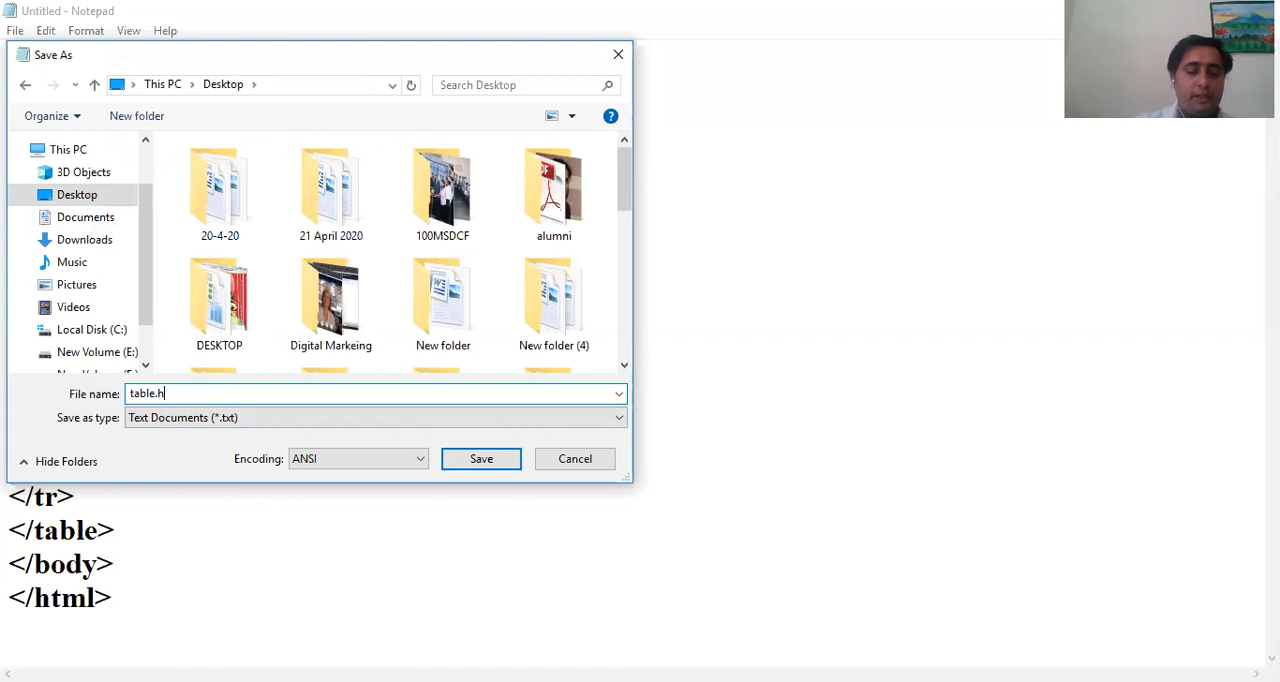 Untitled - Notepad
File Edit Format View Help
Save As
This PC Desktop
Search Desktop
Organize New folder
This PC
3D Objects
Desktop
Documents
Downloads
Music
Pictures
Videos
Local Disk (C:)
New Volume (E:)
20-4-20 21 April 2020 100MSDCF alumni
DESKTOP Digital Markeing New folder New folder (4)
File name: table.h
Save as type: Text Documents (*.txt)
Hide Folders Encoding: ANSI Save Cancel
</tr>
</table>
</body>
</html>